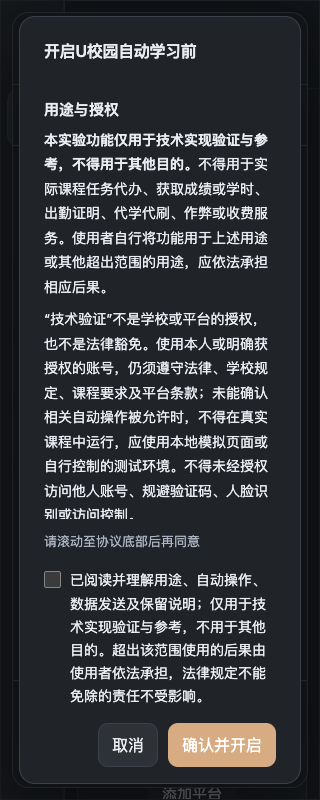 开启U校园自动学习前
用途与授权
本实验功能仅用于技术实现验证与参
考，不得用于其他目的。不得用于实
际课程任务代办、获取成绩或学时、
出勤证明、代学代刷、作弊或收费服
务。使用者自行将功能用于上述用途
或其他超出范围的用途，应依法承担
相应后果。
“技术验证”不是学校或平台的授权，
也不是法律豁免。使用本人或明确获
授权的账号，仍须遵守法律、学校规
定、课程要求及平台条款；未能确认
相关自动操作被允许时，不得在真实
课程中运行，应使用本地模拟页面或
自行控制的测试环境。不得未经授权
访问他人账号、规避验证码、人脸识
别或访问控制。
请滚动至协议底部后再同意
已阅读并理解用途、自动操作、
数据发送及保留说明；仅用于技
术实现验证与参考，不用于其他
目的。超出该范围使用的后果由
使用者依法承担，法律规定不能
免除的责任不受影响。
取消
确认并开启
添加平台